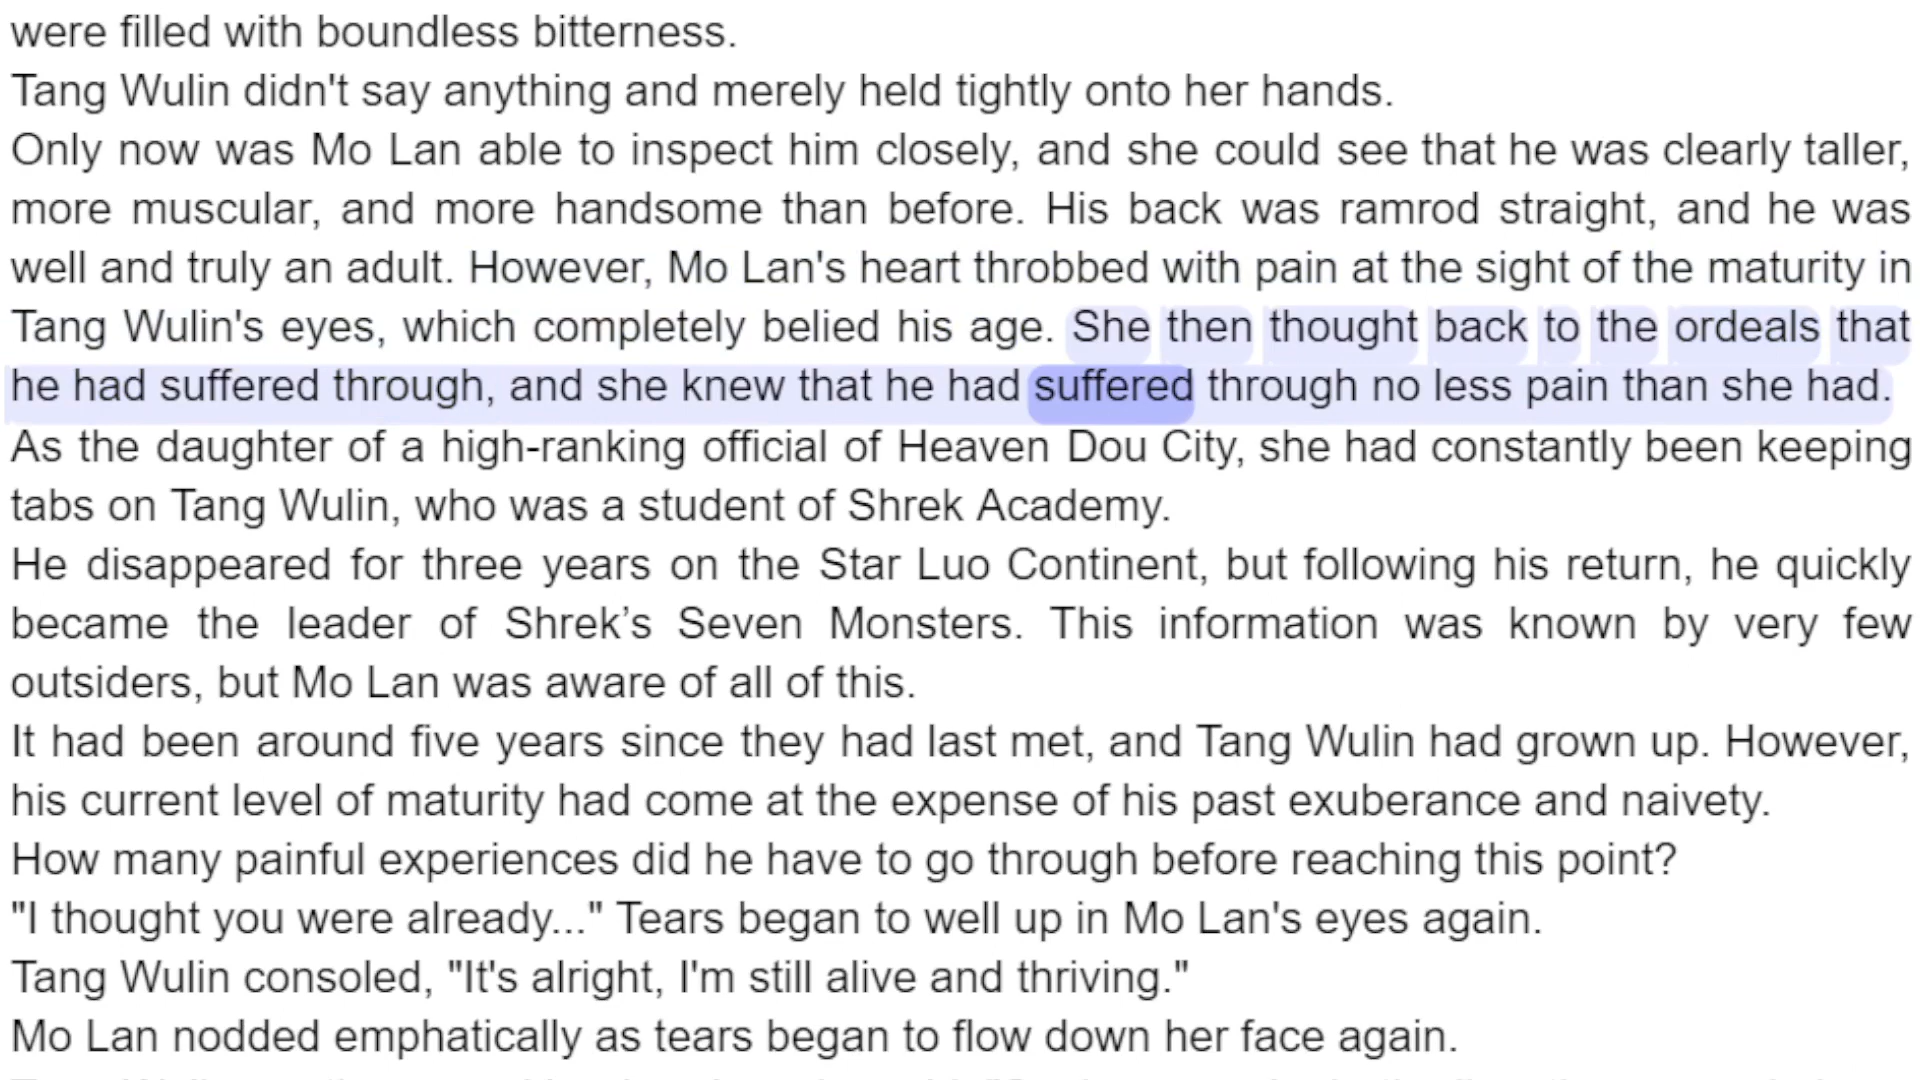 were filled with boundless bitterness.
Tang Wulin didn't say anything and merely held tightly onto her hands.
Only now was Mo Lan able to inspect him closely, and she could see that he was clearly taller,
more muscular, and more handsome than before. His back was ramrod straight, and he was
well and truly an adult. However, Mo Lan's heart throbbed with pain at the sight of the maturity in
Tang Wulin's eyes, which completely belied his age. She then thought back to the ordeals that
he had suffered through, and she knew that he had suffered through no less pain than she had.
As the daughter of a high-ranking official of Heaven Dou City, she had constantly been keeping
tabs on Tang Wulin, who was a student of Shrek Academy.
He disappeared for three years on the Star Luo Continent, but following his return, he quickly
became the leader of Shrek’s Seven Monsters. This information was known by very few
outsiders, but Mo Lan was aware of all of this.
It had been around five years since they had last met, and Tang Wulin had grown up. However,
his current level of maturity had come at the expense of his past exuberance and naivety.
How many painful experiences did he have to go through before reaching this point?
"I thought you were already..." Tears began to well up in Mo Lan's eyes again.
Tang Wulin consoled, "It's alright, I'm still alive and thriving."
Mo Lan nodded emphatically as tears began to flow down her face again.